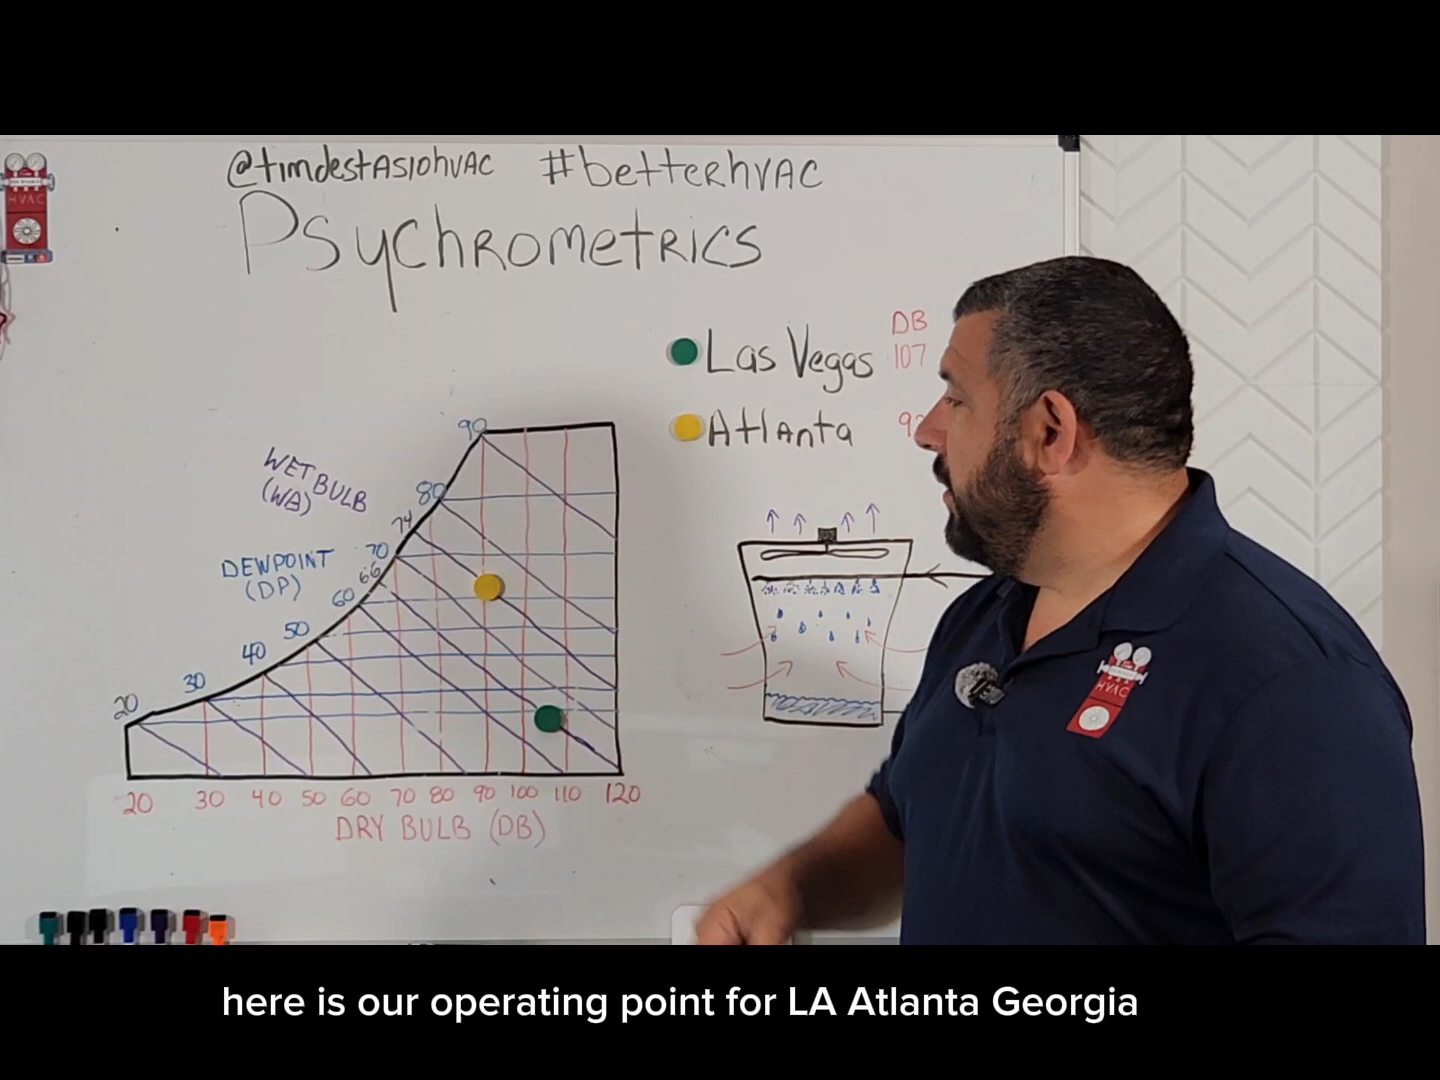 @timdestasiohvac #betterhvac
Psychrometrics
HVAC
DB
Las Vegas 107
Atlanta
90
WETBULB
(WB)
80
74
70
DEWPOINT
(DP)
66
60
50
40
30
20
20 30 40 50 60 70 80 90 100 110 120
DRY BULB (DB)
HVAC
here is our operating point for LA Atlanta Georgia